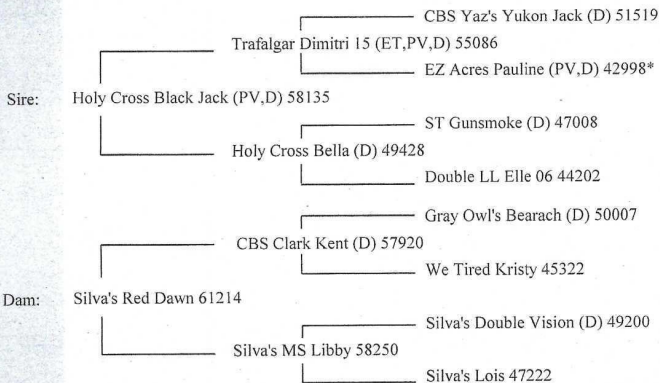 CBS Yaz's Yukon Jack (D) 51519
Trafalgar Dimitri 15 (ET,PV,D) 55086
EZ Acres Pauline (PV,D) 42998*
Sire: Holy Cross Black Jack (PV,D) 58135
ST Gunsmoke (D) 47008
Holy Cross Bella (D) 49428
Double LL Elle 06 44202
Gray Owl's Bearach (D) 50007
CBS Clark Kent (D) 57920
We Tired Kristy 45322
Dam: Silva's Red Dawn 61214
Silva's Double Vision (D) 49200
Silva's MS Libby 58250
Silva's Lois 47222